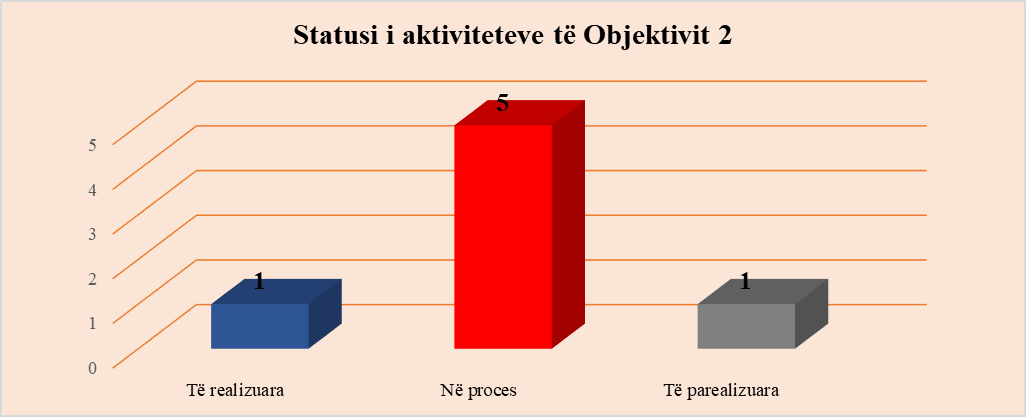 Statusi i aktiviteteve të Objektivit 2
5
4
3
2
1
0
1
5
1
Të realizuara
Në proces
Të parealizuara